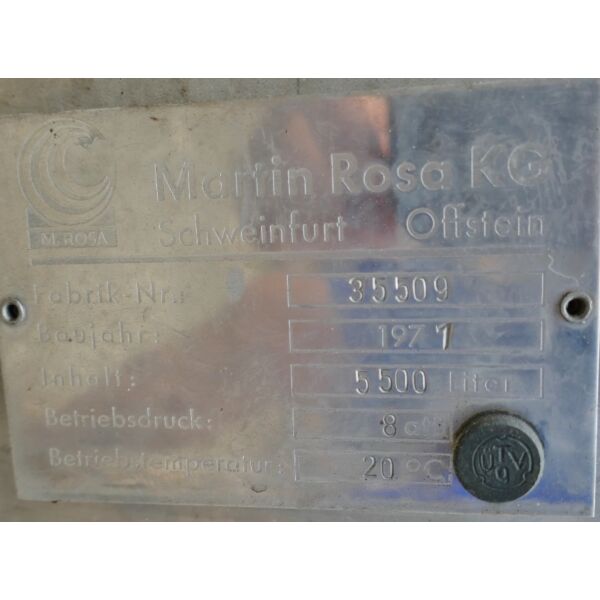 Martin Rosa KG
M. ROSA
Schweinfurt Offstein
Fabrik-Nr.: 35509
Baujahr: 1971
Inhalt: 5500 Liter
Betriebsdruck: 8
Betriebstemperatur: 20 °C
TÜV
9